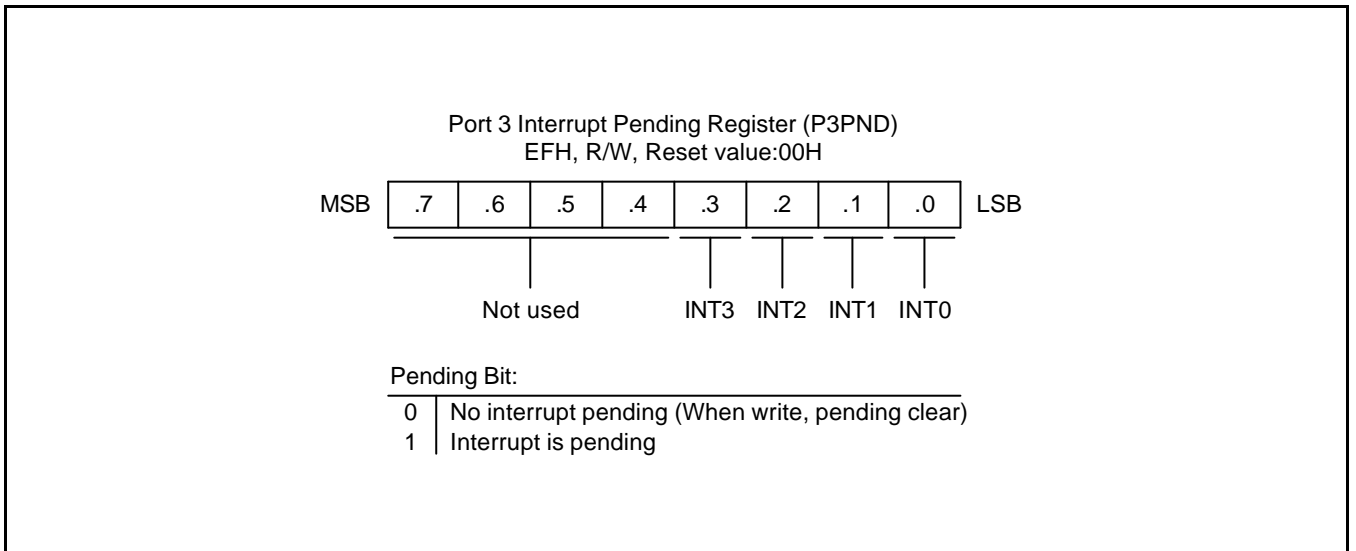 Port 3 Interrupt Pending Register (P3PND)
EFH, R/W, Reset value:00H
MSB .7 .6 .5 .4 .3 .2 .1 .0 LSB
Not used INT3 INT2 INT1 INT0
Pending Bit:
0 No interrupt pending (When write, pending clear)
1 Interrupt is pending